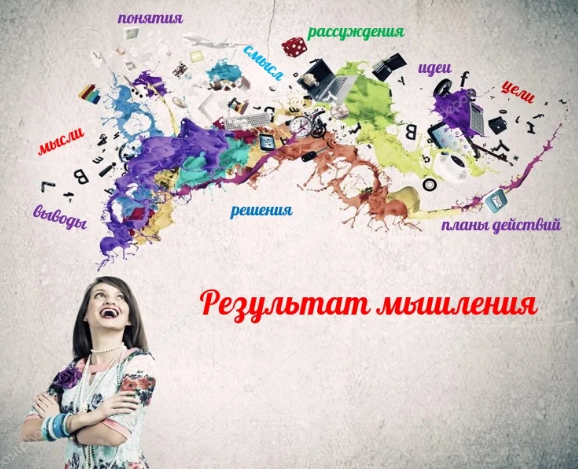 понятия
рассуждения
смысл
идеи
цели
мысли
выводы
решения
планы действий
Результат мышления